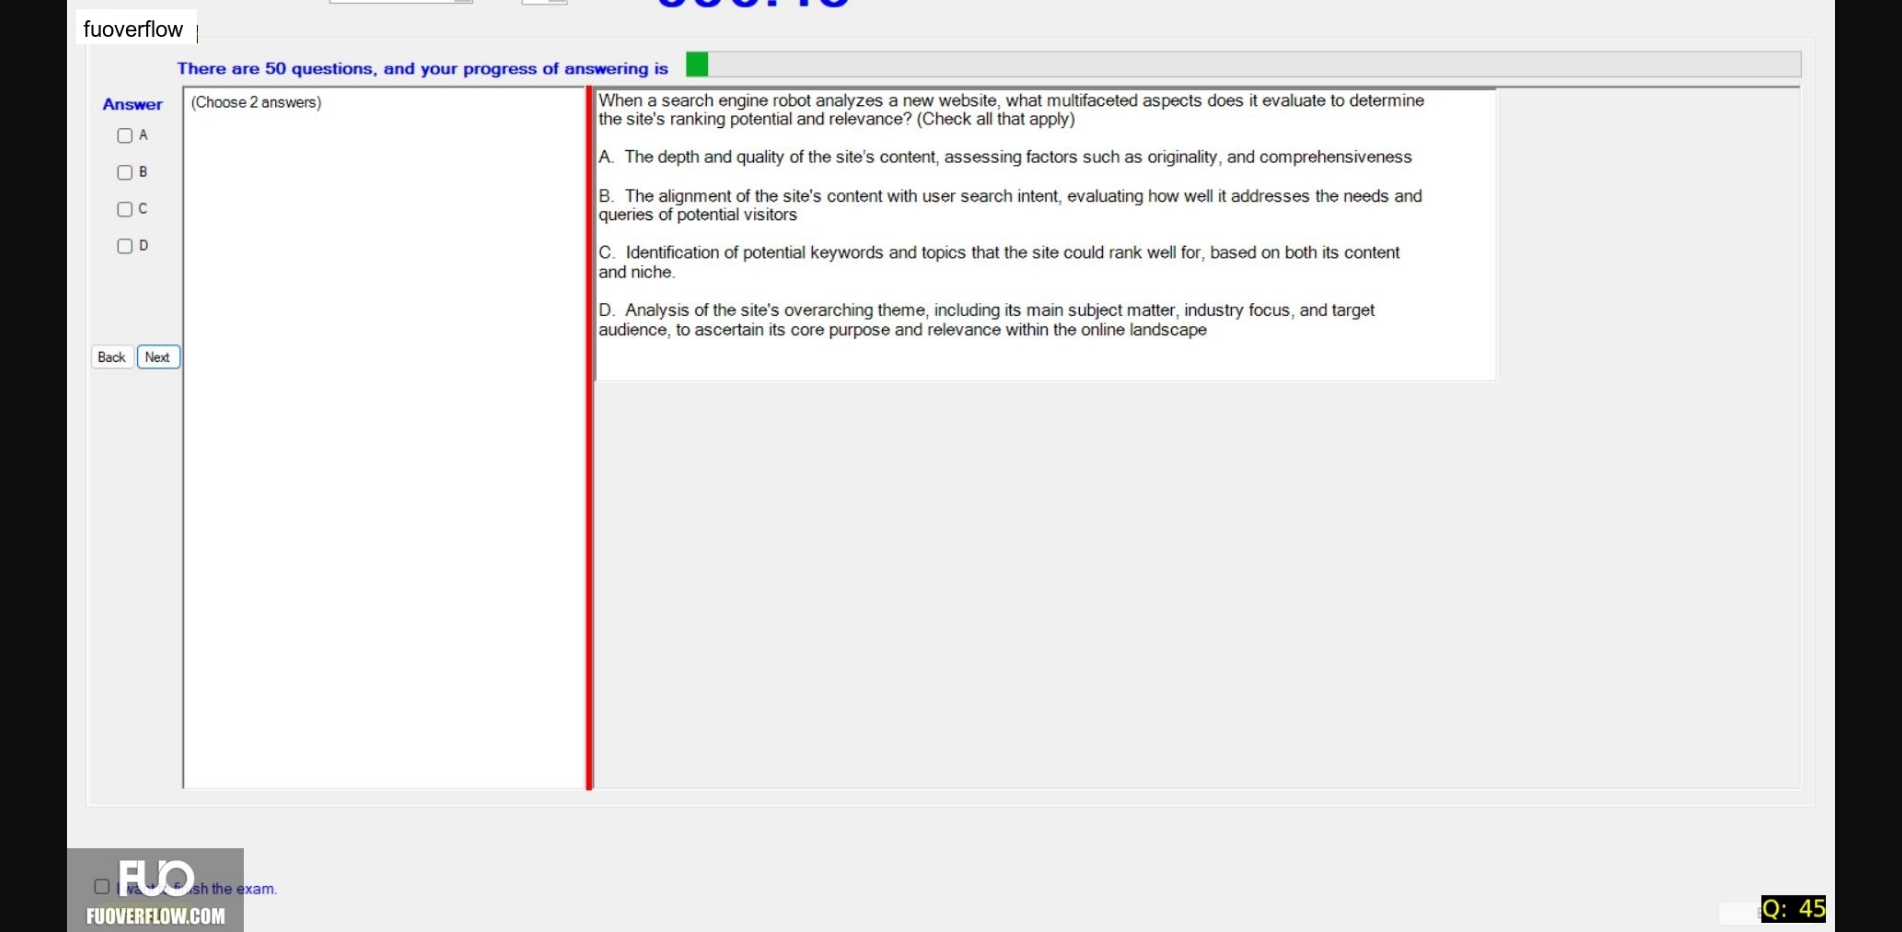 fuoverflow
There are 50 questions, and your progress of answering is
Answer
(Choose 2 answers)
A
B
C
D
Back Next
When a search engine robot analyzes a new website, what multifaceted aspects does it evaluate to determine
the site's ranking potential and relevance? (Check all that apply)
A. The depth and quality of the site's content, assessing factors such as originality, and comprehensiveness
B. The alignment of the site's content with user search intent, evaluating how well it addresses the needs and
queries of potential visitors
C. Identification of potential keywords and topics that the site could rank well for, based on both its content
and niche.
D. Analysis of the site's overarching theme, including its main subject matter, industry focus, and target
audience, to ascertain its core purpose and relevance within the online landscape
FUO
the exam.
FUOVERFLOW.COM
Q: 45